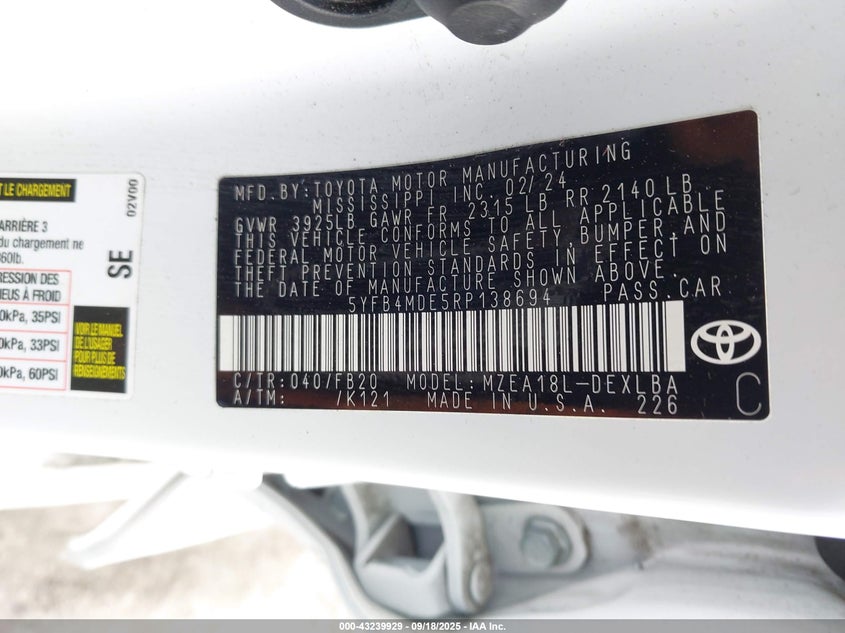 MFD. BY: TOYOTA MOTOR MANUFACTURING
MISSISSIPPI INC. 02/24
GVWR 3925LB GAWR FR 2315 LB RR 2140 LB
THIS VEHICLE CONFORMS TO ALL APPLICABLE
FEDERAL MOTOR VEHICLE SAFETY, BUMPER, AND
THEFT PREVENTION STANDARDS IN EFFECT ON
THE DATE OF MANUFACTURE SHOWN ABOVE.
5YFB4MDE5RP138694 PASS.CAR
C/TR: 040/FB20 MODEL: MZEA18L-DEXLBA
A/TM: /K121 MADE IN U.S.A. 226
C
LE CHARGEMENT
ARRIÈRE 3
du chargement ne
60lb.
RESSION DES
NEUS À FROID
0kPa, 35PSI
0kPa, 33PSI
0kPa, 60PSI
VOIR LE MANUEL
DE L'USAGER
POUR PLUS DE
RENSEIGNEMENTS
SE
02V00
000-43239929 - 09/18/2025 - IAA Inc.